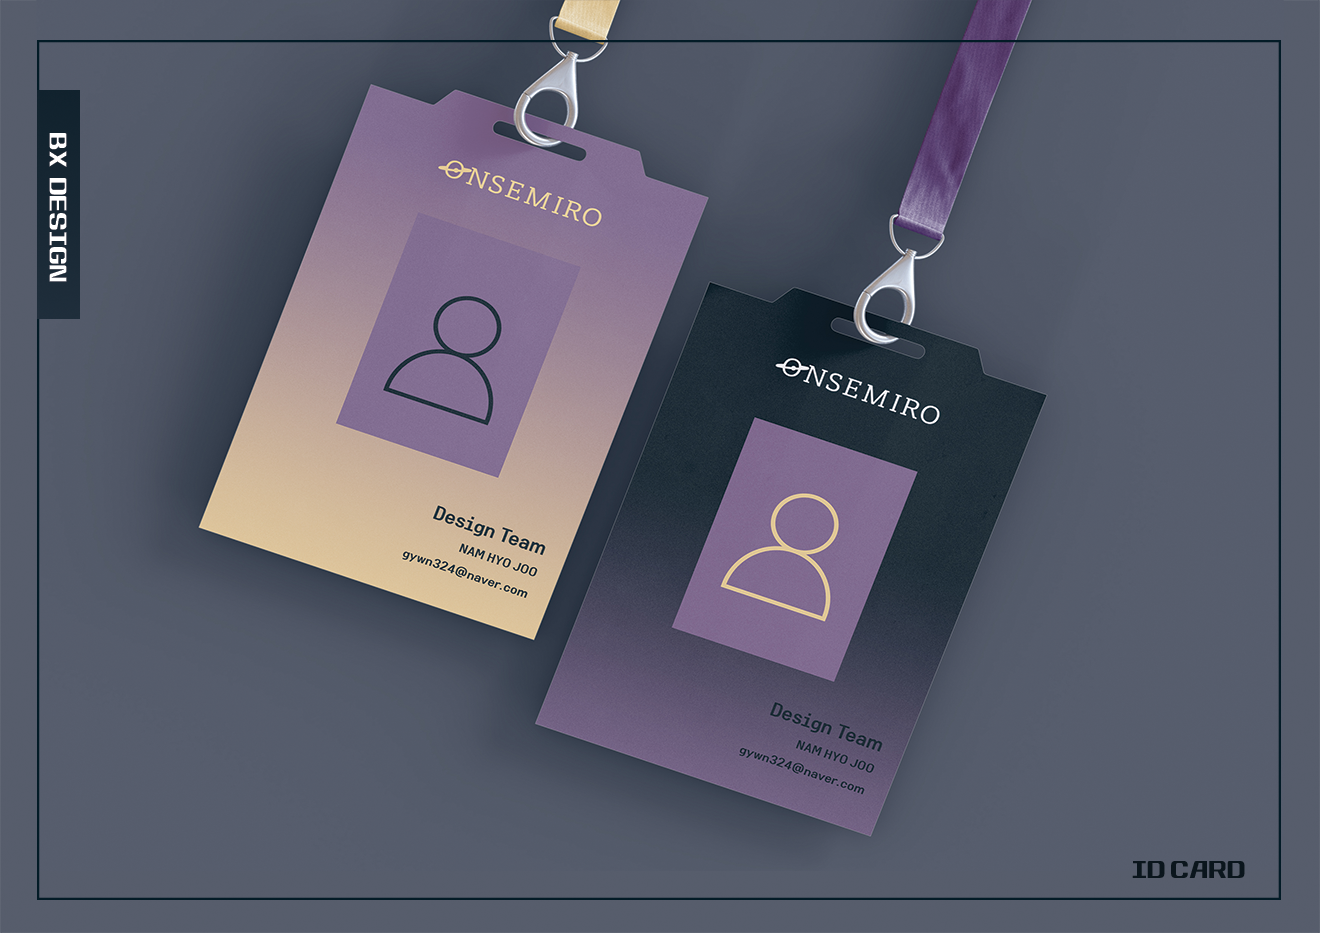 BX DESIGN
ONSEMIRO
Design Team
NAM HYO JOO
gywn324@naver.com
ONSEMIRO
Design Team
NAM HYO JOO
gywn324@naver.com
ID CARD